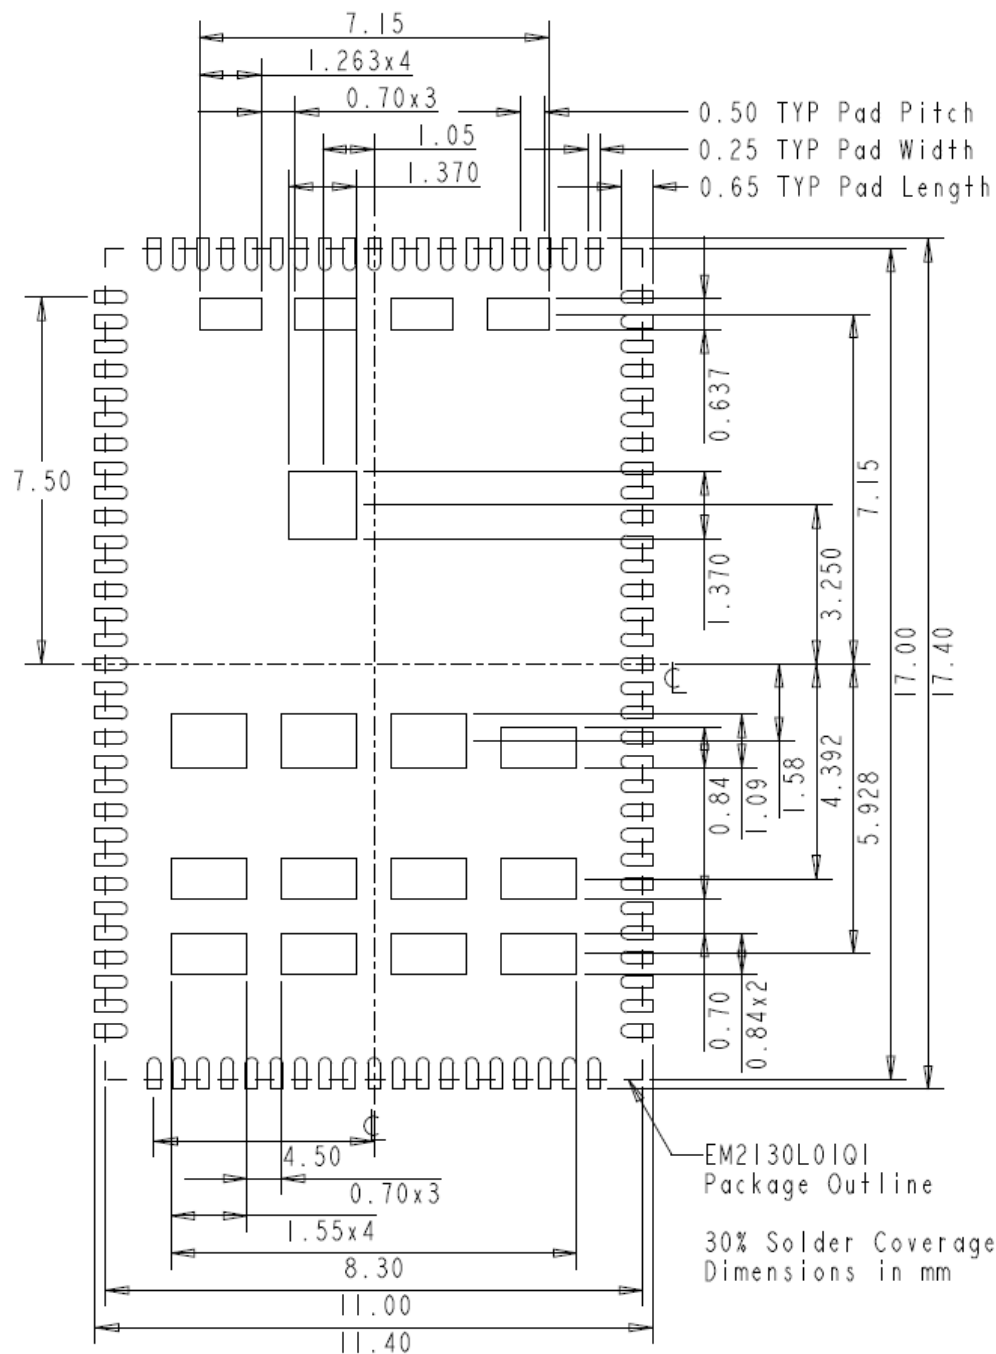 7.15
1.263x4
0.70x3
0.50 TYP Pad Pitch
1.05
0.25 TYP Pad Width
1.370
0.65 TYP Pad Length
0.637
7.50
7.15
1.370
3.250
17.00
17.40
℄
0.84
1.09
1.58
4.392
5.928
0.70
0.84x2
℄
4.50
EM2130L01QI
Package Outline
0.70x3
1.55x4
30% Solder Coverage
Dimensions in mm
8.30
11.00
11.40